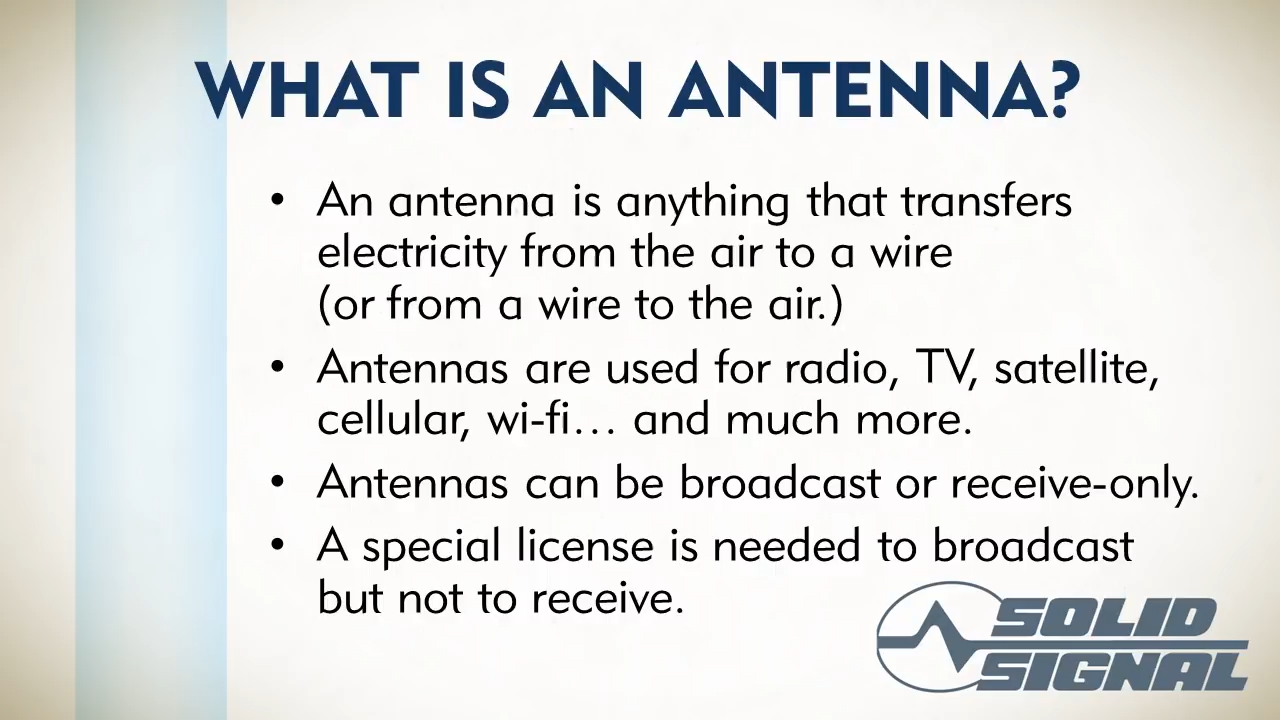 WHAT IS AN ANTENNA?
• An antenna is anything that transfers
electricity from the air to a wire
(or from a wire to the air.)
• Antennas are used for radio, TV, satellite,
cellular, wi-fi... and much more.
• Antennas can be broadcast or receive-only.
• A special license is needed to broadcast
but not to receive.
SOLID
SIGNAL